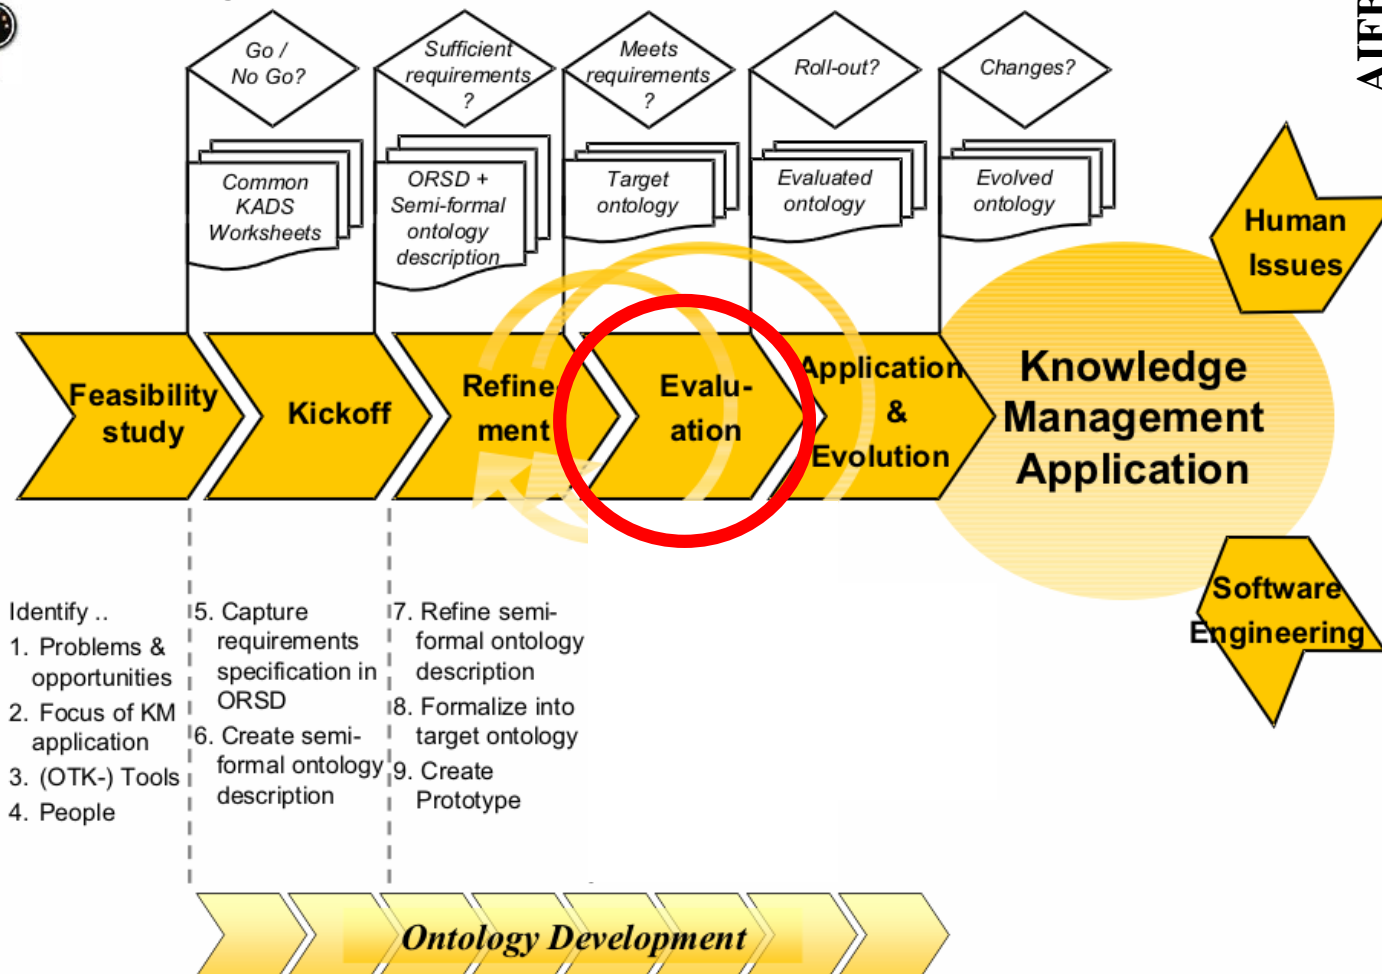 Go /
No Go?
Sufficient
requirements
?
Meets
requirements
?
Roll-out?
Changes?
Common
KADS
Worksheets
ORSD +
Semi-formal
ontology
description
Target
ontology
Evaluated
ontology
Evolved
ontology
Human
Issues
Feasibility
study
Kickoff
Refine-
ment
Evalu-
ation
Application
&
Evolution
Knowledge
Management
Application
Software
Engineering
Identify ..
1. Problems &
opportunities
2. Focus of KM
application
3. (OTK-) Tools
4. People
5. Capture
requirements
specification in
ORSD
6. Create semi-
formal ontology
description
7. Refine semi-
formal ontology
description
8. Formalize into
target ontology
9. Create
Prototype
Ontology Development